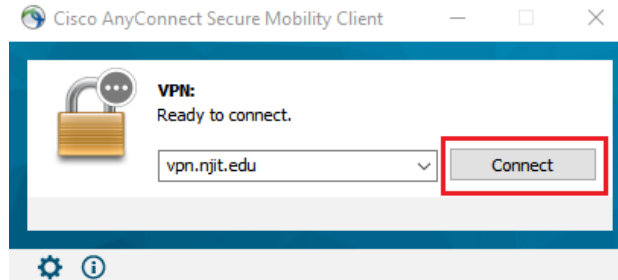 Cisco AnyConnect Secure Mobility Client
VPN:
Ready to connect.
vpn.njit.edu
Connect